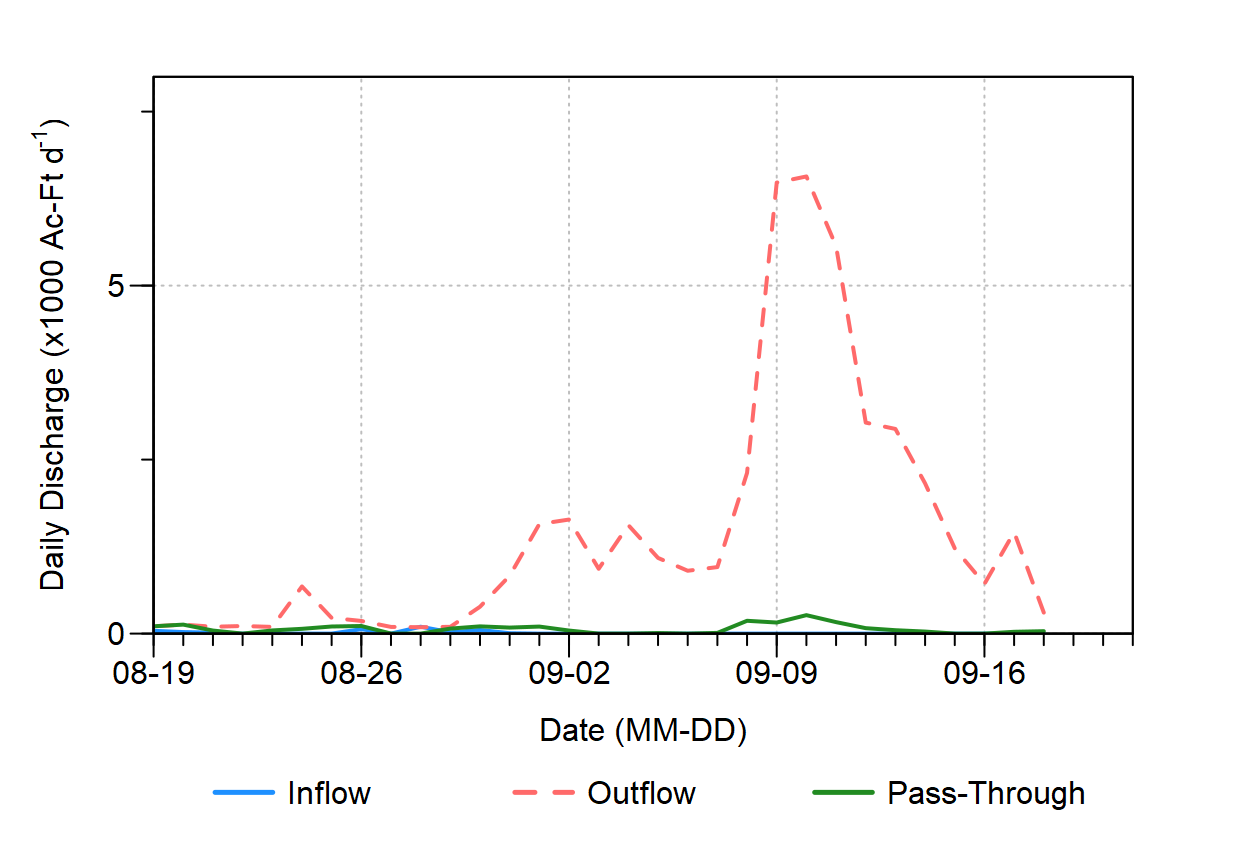 Daily Discharge (x1000 Ac-Ft d-1)
5
0
08-19 08-26 09-02 09-09 09-16
Date (MM-DD)
Inflow Outflow Pass-Through